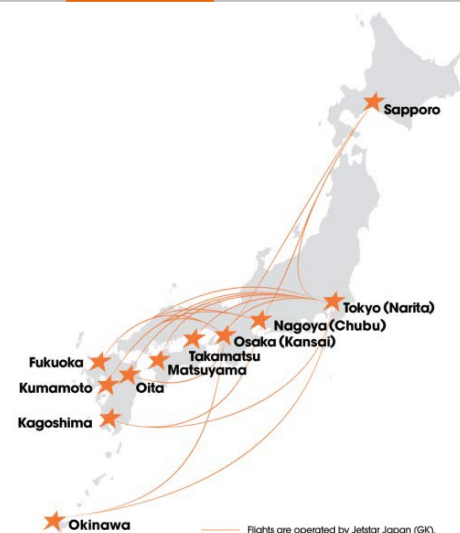 Sapporo
Tokyo (Narita)
Nagoya (Chubu)
Osaka (Kansai)
Takamatsu
Matsuyama
Fukuoka
Kumamoto
Oita
Kagoshima
Okinawa
Flights are operated by Jetstar Japan (GK).